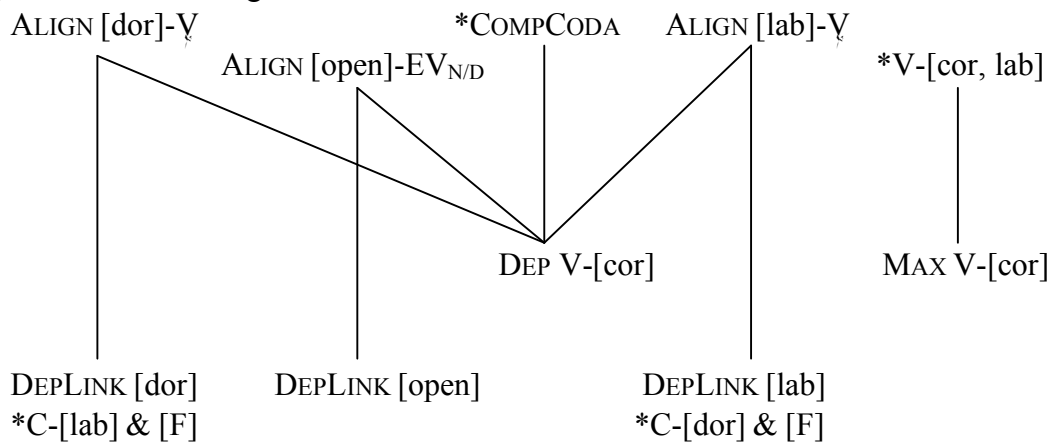 ALIGN [dor]-V̨ *COMPCODA ALIGN [lab]-V̨
ALIGN [open]-EV_N/D *V-[cor, lab]
DEP V-[cor] MAX V-[cor]
DEPLINK [dor] DEPLINK [open] DEPLINK [lab]
*C-[lab] & [F] *C-[dor] & [F]